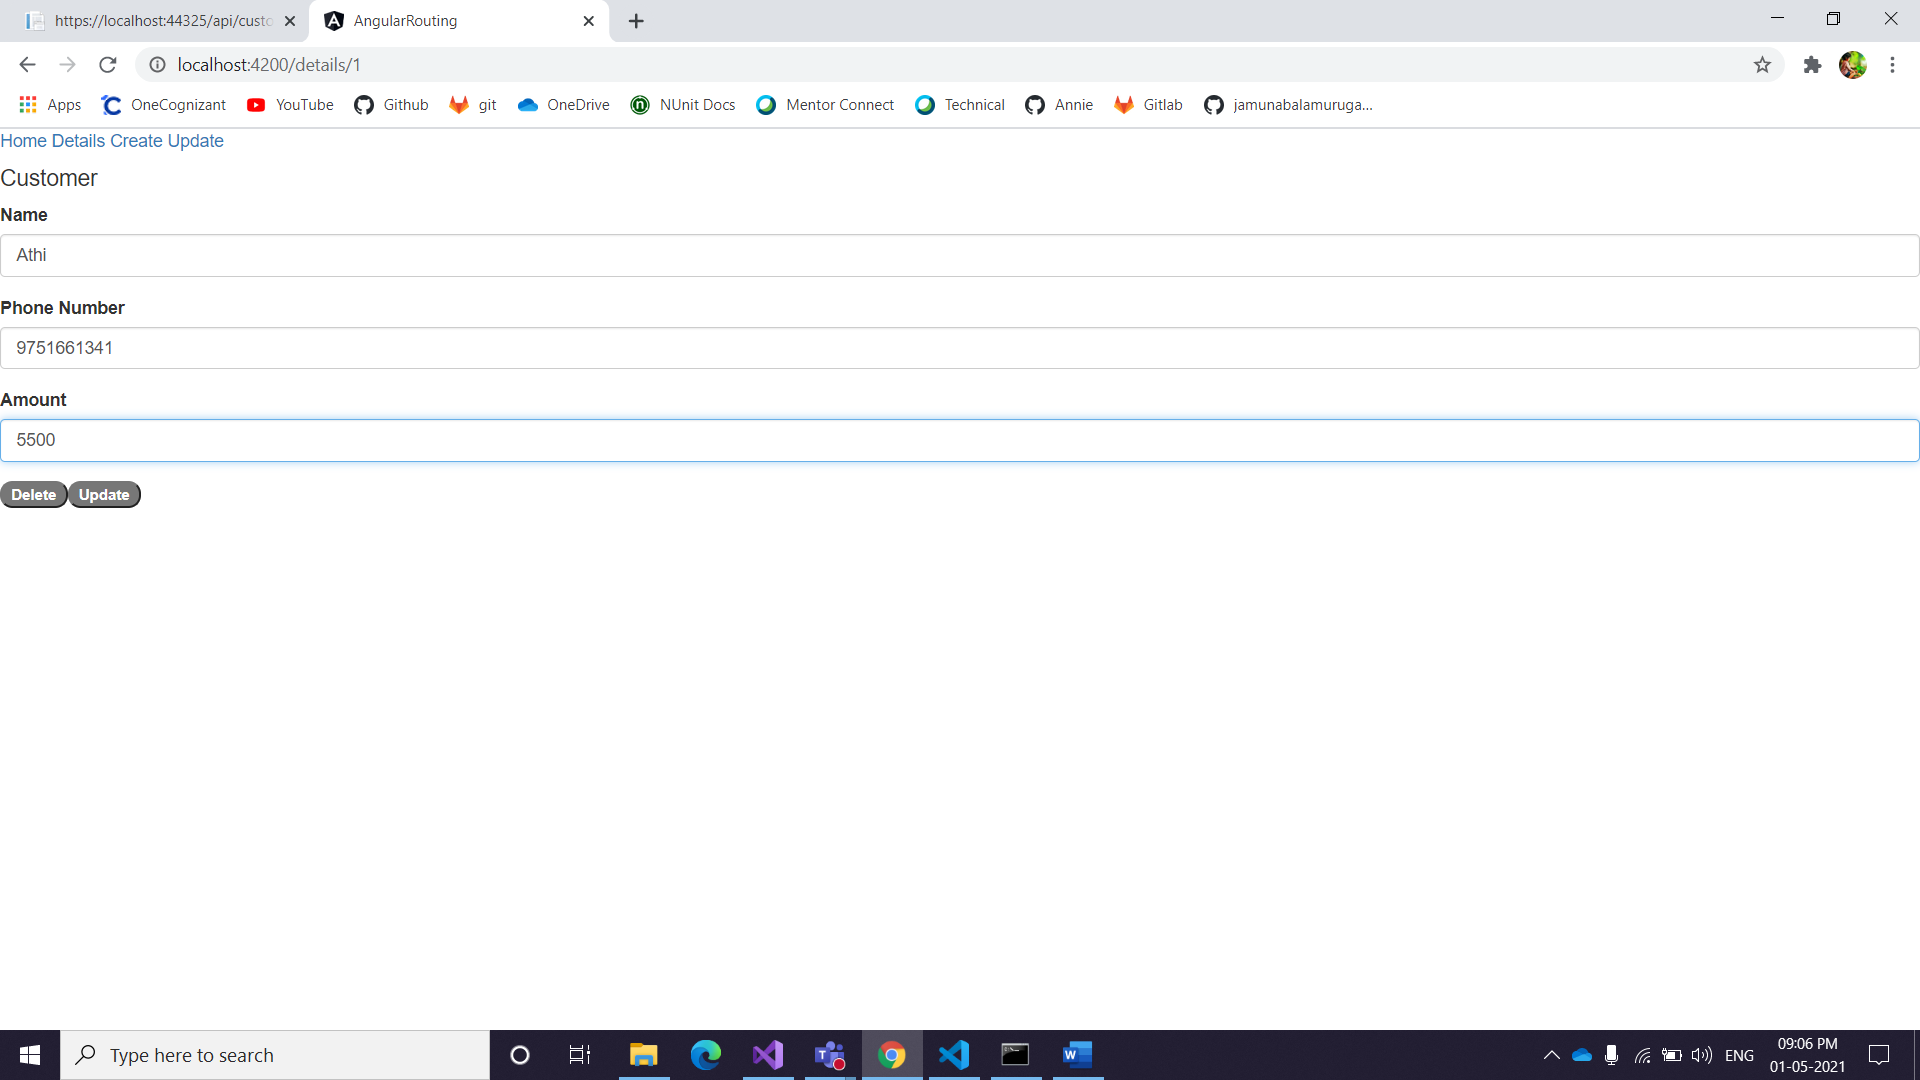 https://localhost:44325/api/custo
AngularRouting
localhost:4200/details/1
Apps OneCognizant YouTube Github git OneDrive NUnit Docs Mentor Connect Technical Annie Gitlab jamunabalamuruga...
Home Details Create Update
Customer
Name
Athi
Phone Number
9751661341
Amount
5500
Delete Update
Type here to search
ENG
09:06 PM
01-05-2021